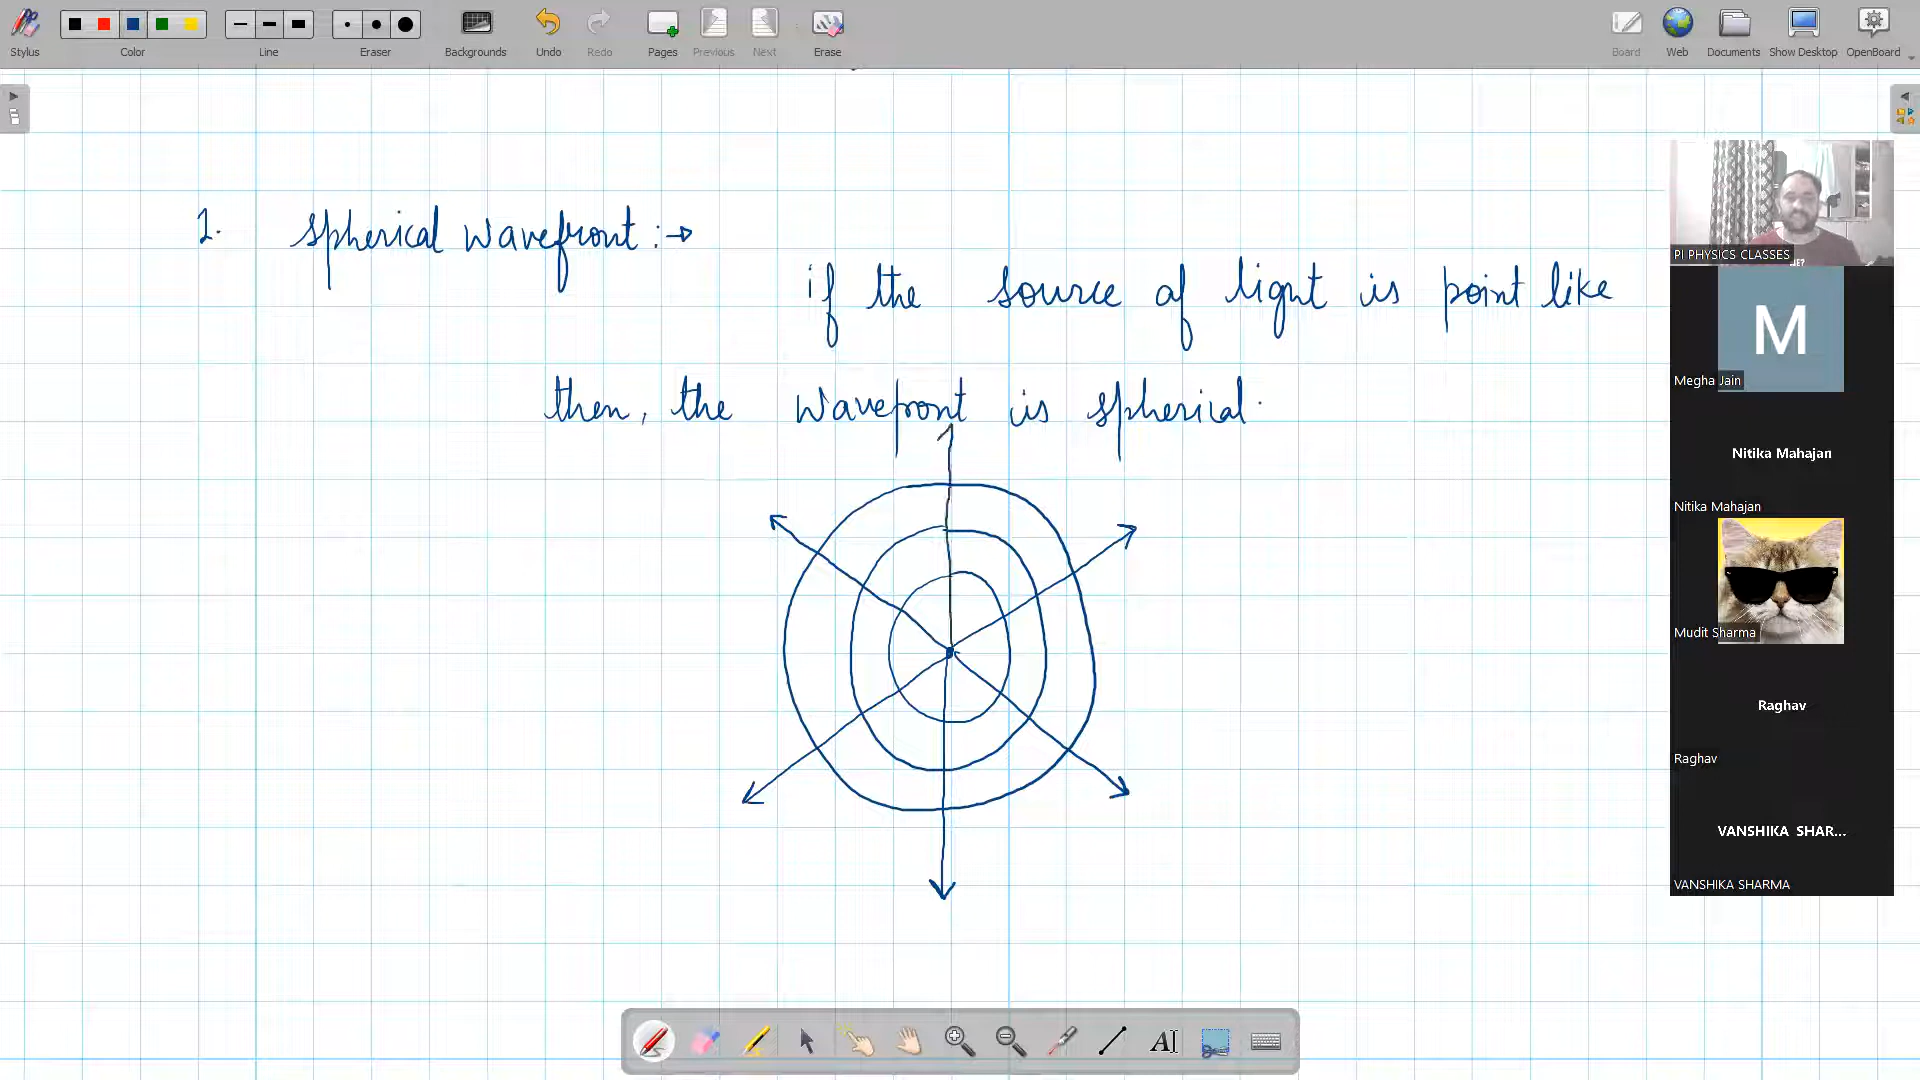 Stylus
Color
Line
Eraser
Backgrounds
Undo
Redo
Pages
Previous
Next
Erase
Board
Web
Documents
Show Desktop
OpenBoard
1. Spherical wavefront :→
if the source of light is point like
then, the wavefront is spherical.
PI PHYSICS CLASSES
M
Megha Jain
Nitika Mahajan
Nitika Mahajan
Mudit Sharma
Raghav
Raghav
VANSHIKA SHAR...
VANSHIKA SHARMA